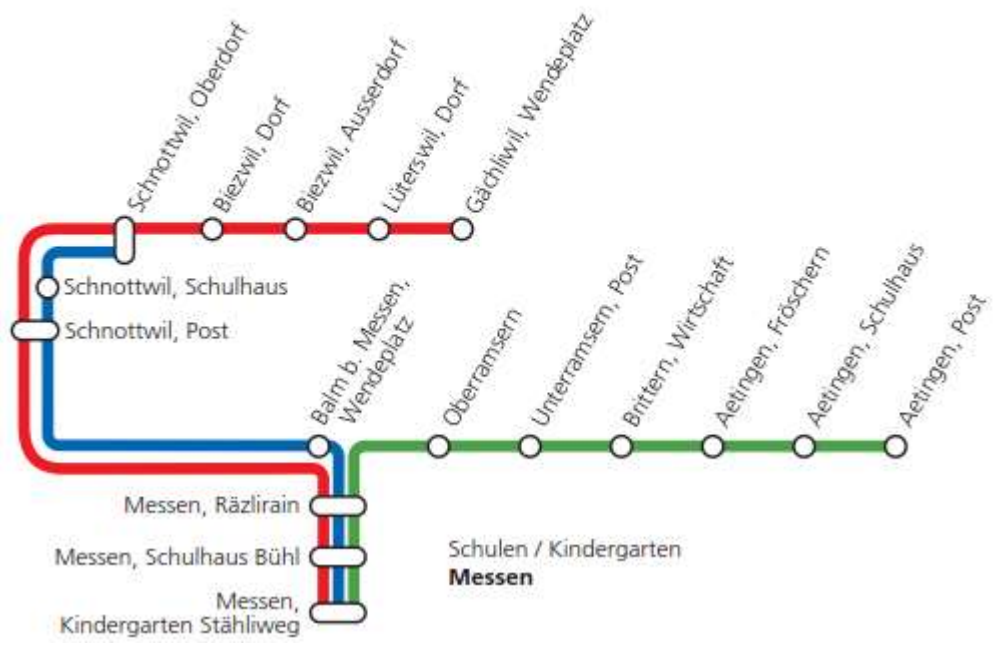 Schnottwil, Oberdorf
Biezwil, Dorf
Biezwil, Ausserdorf
Lüterswil, Dorf
Gächliwil, Wendeplatz
Schnottwil, Schulhaus
Schnottwil, Post
Balm b. Messen,
Wendeplatz
Oberramsern
Unterramsern, Post
Brittern, Wirtschaft
Aetingen, Fröschern
Aetingen, Schulhaus
Aetingen, Post
Messen, Räzlirain
Messen, Schulhaus Bühl
Messen,
Kindergarten Stähliweg
Schulen / Kindergarten
Messen